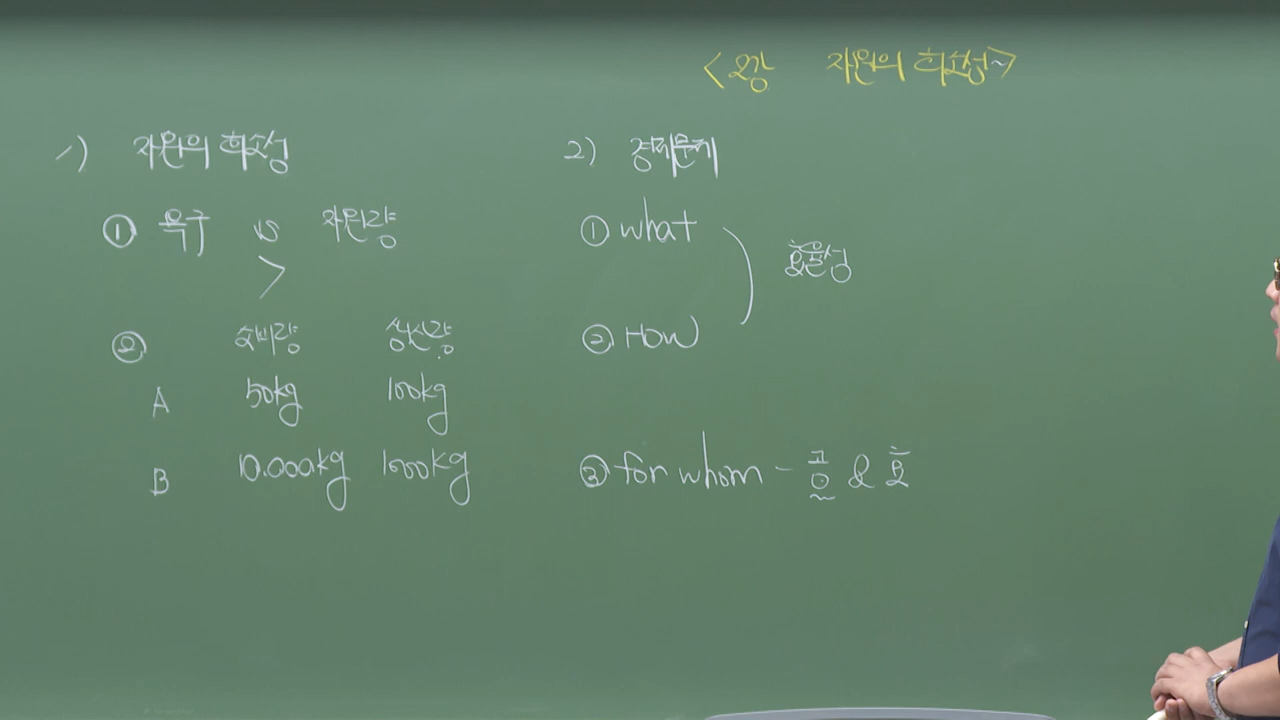 <2강 자원의 희소성~>
1) 자원의 희소성
① 욕구 vs 자원량
>
② 소비량 생산량
A 50kg 100kg
B 10.000kg 1000kg
2) 경제문제
① what
효율성
② How
③ for whom - 공 & 효